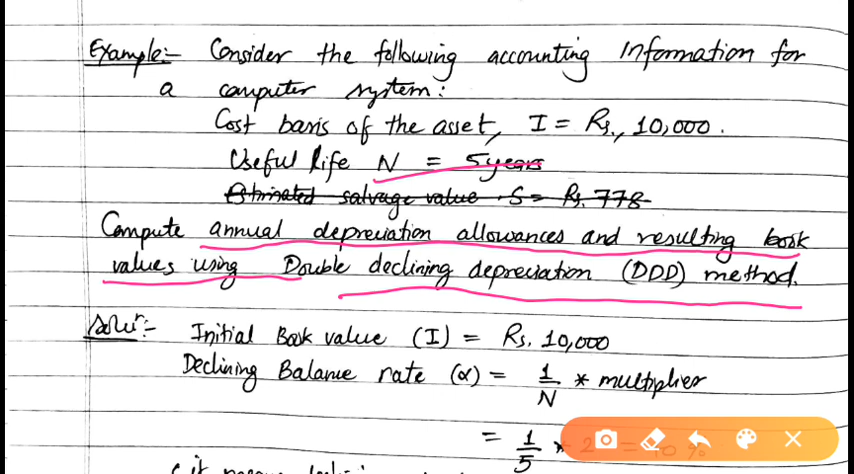 Example:- Consider the following accounting information for
a computer system:
Cost basis of the asset, I = Rs., 10,000.
Useful life N = 5 years
Estimated salvage value S = Rs. 778
Compute annual depreciation allowances and resulting book
values using Double declining depreciation (DDD) method.
Solun:- Initial Book value (I) = Rs. 10,000
Declining Balance rate (α) = 1/N * multiplier
= 1/5 * 2 =